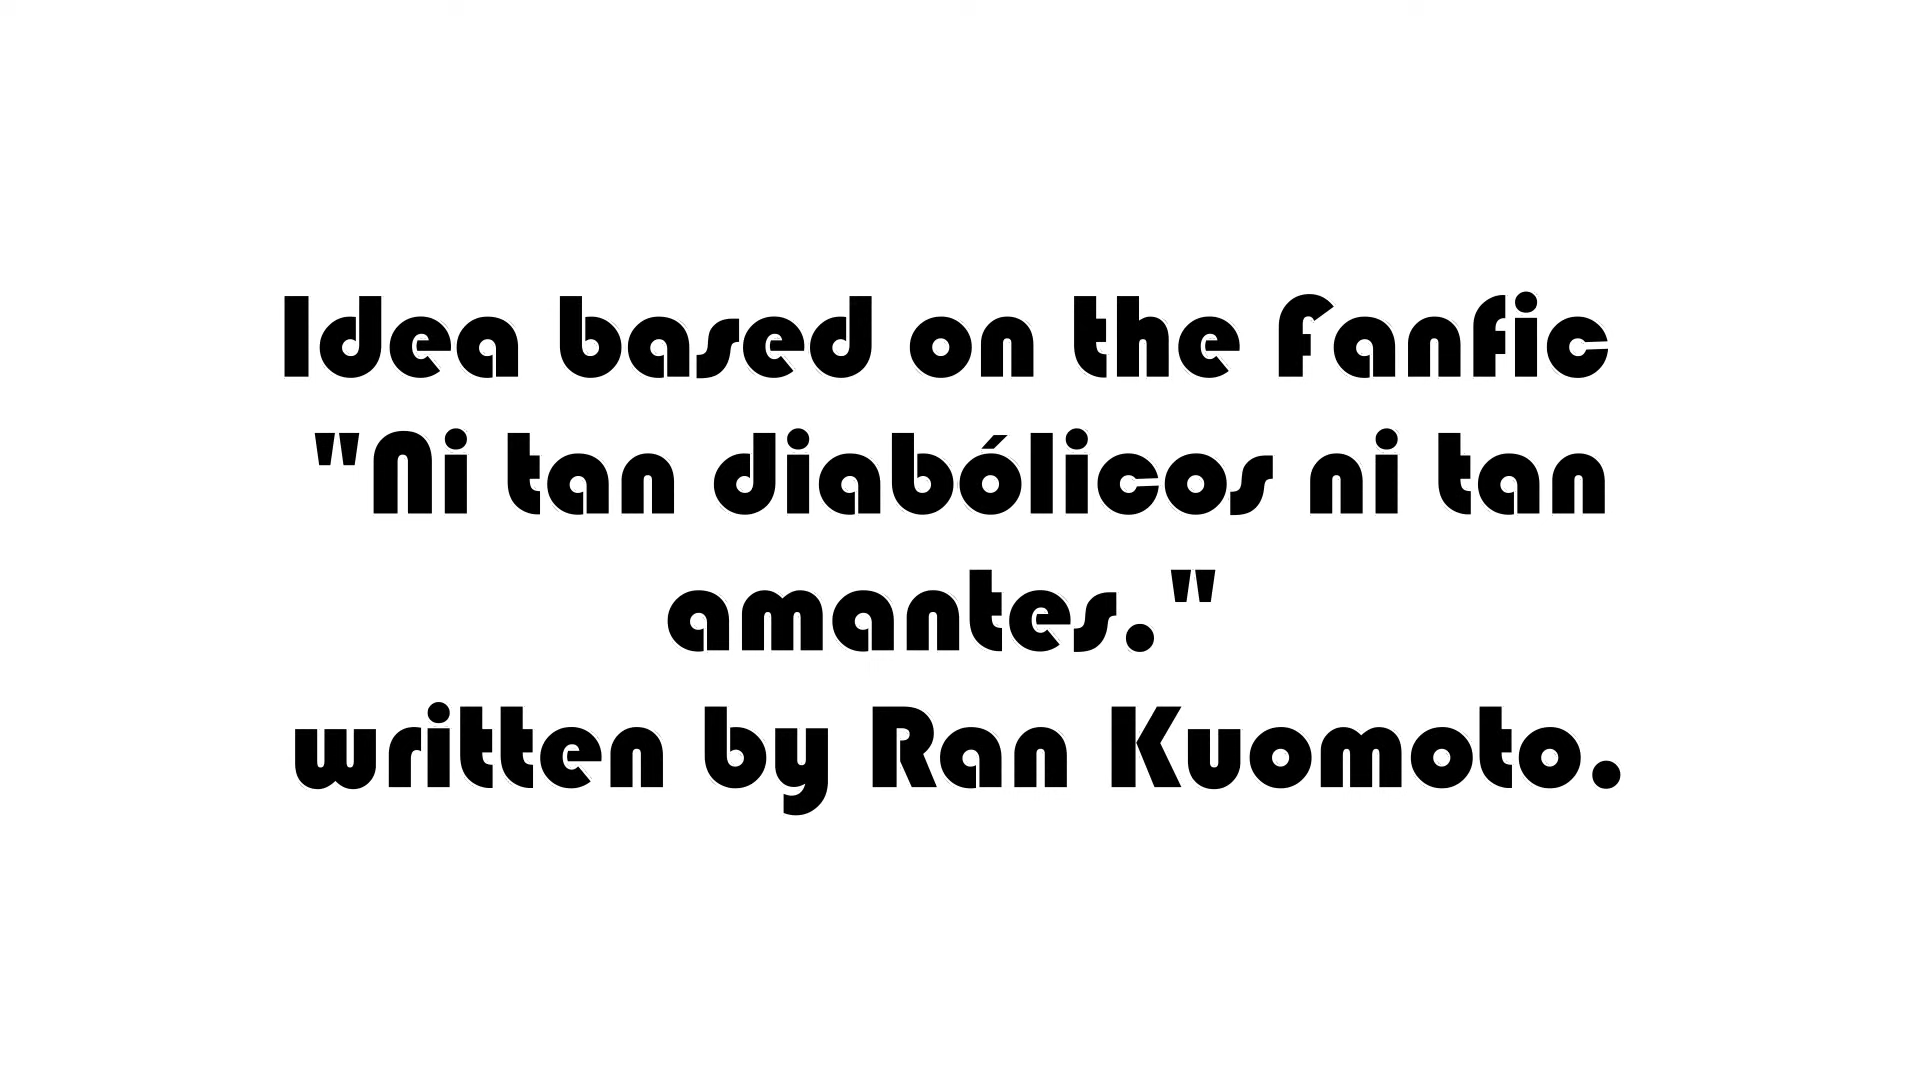 Idea based on the Fanfic
"Ni tan diabólicos ni tan
amantes."
written by Ran Kuomoto.